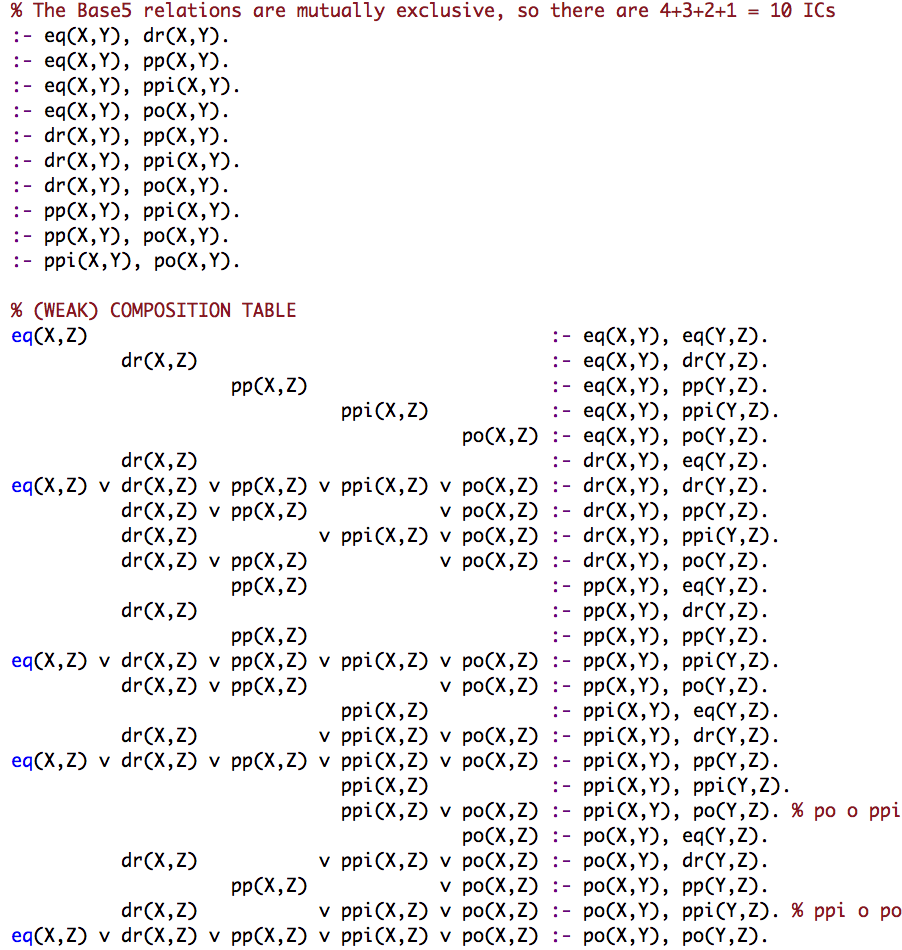 % The Base5 relations are mutually exclusive, so there are 4+3+2+1 = 10 ICs
:- eq(X,Y), dr(X,Y).
:- eq(X,Y), pp(X,Y).
:- eq(X,Y), ppi(X,Y).
:- eq(X,Y), po(X,Y).
:- dr(X,Y), pp(X,Y).
:- dr(X,Y), ppi(X,Y).
:- dr(X,Y), po(X,Y).
:- pp(X,Y), ppi(X,Y).
:- pp(X,Y), po(X,Y).
:- ppi(X,Y), po(X,Y).
% (WEAK) COMPOSITION TABLE
eq(X,Z) :- eq(X,Y), eq(Y,Z).
dr(X,Z) :- eq(X,Y), dr(Y,Z).
pp(X,Z) :- eq(X,Y), pp(Y,Z).
ppi(X,Z) :- eq(X,Y), ppi(Y,Z).
po(X,Z) :- eq(X,Y), po(Y,Z).
dr(X,Z) :- dr(X,Y), eq(Y,Z).
eq(X,Z) v dr(X,Z) v pp(X,Z) v ppi(X,Z) v po(X,Z) :- dr(X,Y), dr(Y,Z).
dr(X,Z) v pp(X,Z) v po(X,Z) :- dr(X,Y), pp(Y,Z).
dr(X,Z) v ppi(X,Z) v po(X,Z) :- dr(X,Y), ppi(Y,Z).
dr(X,Z) v pp(X,Z) v po(X,Z) :- dr(X,Y), po(Y,Z).
pp(X,Z) :- pp(X,Y), eq(Y,Z).
dr(X,Z) :- pp(X,Y), dr(Y,Z).
pp(X,Z) :- pp(X,Y), pp(Y,Z).
eq(X,Z) v dr(X,Z) v pp(X,Z) v ppi(X,Z) v po(X,Z) :- pp(X,Y), ppi(Y,Z).
dr(X,Z) v pp(X,Z) v po(X,Z) :- pp(X,Y), po(Y,Z).
ppi(X,Z) :- ppi(X,Y), eq(Y,Z).
dr(X,Z) v ppi(X,Z) v po(X,Z) :- ppi(X,Y), dr(Y,Z).
eq(X,Z) v dr(X,Z) v pp(X,Z) v ppi(X,Z) v po(X,Z) :- ppi(X,Y), pp(Y,Z).
ppi(X,Z) :- ppi(X,Y), ppi(Y,Z).
ppi(X,Z) v po(X,Z) :- ppi(X,Y), po(Y,Z). % po o ppi
po(X,Z) :- po(X,Y), eq(Y,Z).
dr(X,Z) v ppi(X,Z) v po(X,Z) :- po(X,Y), dr(Y,Z).
pp(X,Z) v po(X,Z) :- po(X,Y), pp(Y,Z).
dr(X,Z) v ppi(X,Z) v po(X,Z) :- po(X,Y), ppi(Y,Z). % ppi o po
eq(X,Z) v dr(X,Z) v pp(X,Z) v ppi(X,Z) v po(X,Z) :- po(X,Y), po(Y,Z).